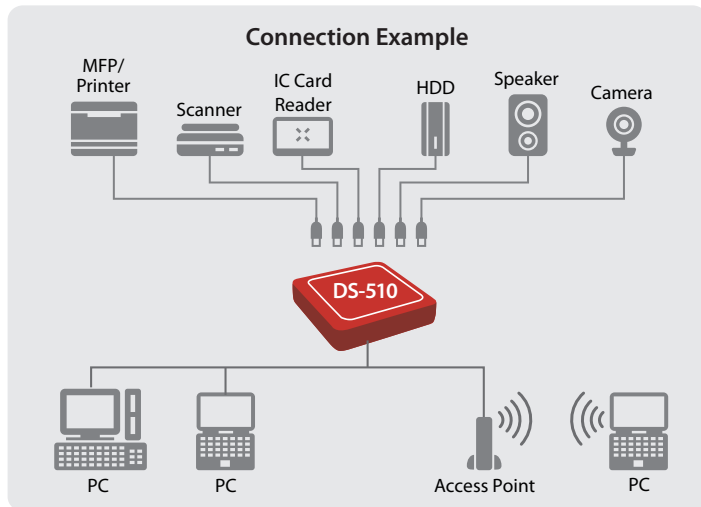 Connection Example
MFP/
Printer
Scanner
IC Card
Reader
HDD
Speaker
Camera
DS-510
PC
PC
Access Point
PC